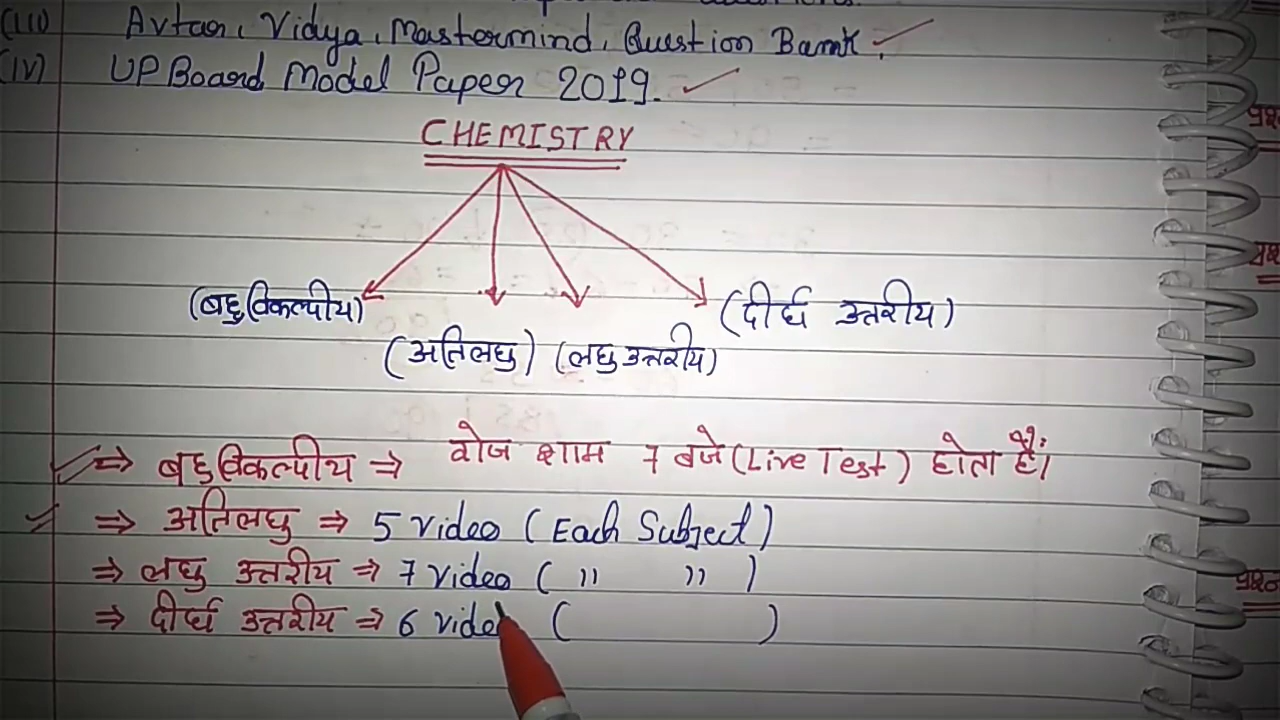 (iii) Avtar, Vidya, Mastermind, Question Bank.
(iv) UP Board Model Paper 2019.
CHEMISTRY
(बहुविकल्पीय)
(दीर्घ उत्तरीय)
(अतिलघु) (लघु उत्तरीय)
⇒ बहुविकल्पीय ⇒ रोज शाम 7 बजे (Live Test) होता है।
⇒ अतिलघु ⇒ 5 video (Each Subject)
⇒ लघु उत्तरीय ⇒ 7 video ( " " )
⇒ दीर्घ उत्तरीय ⇒ 6 video ( )